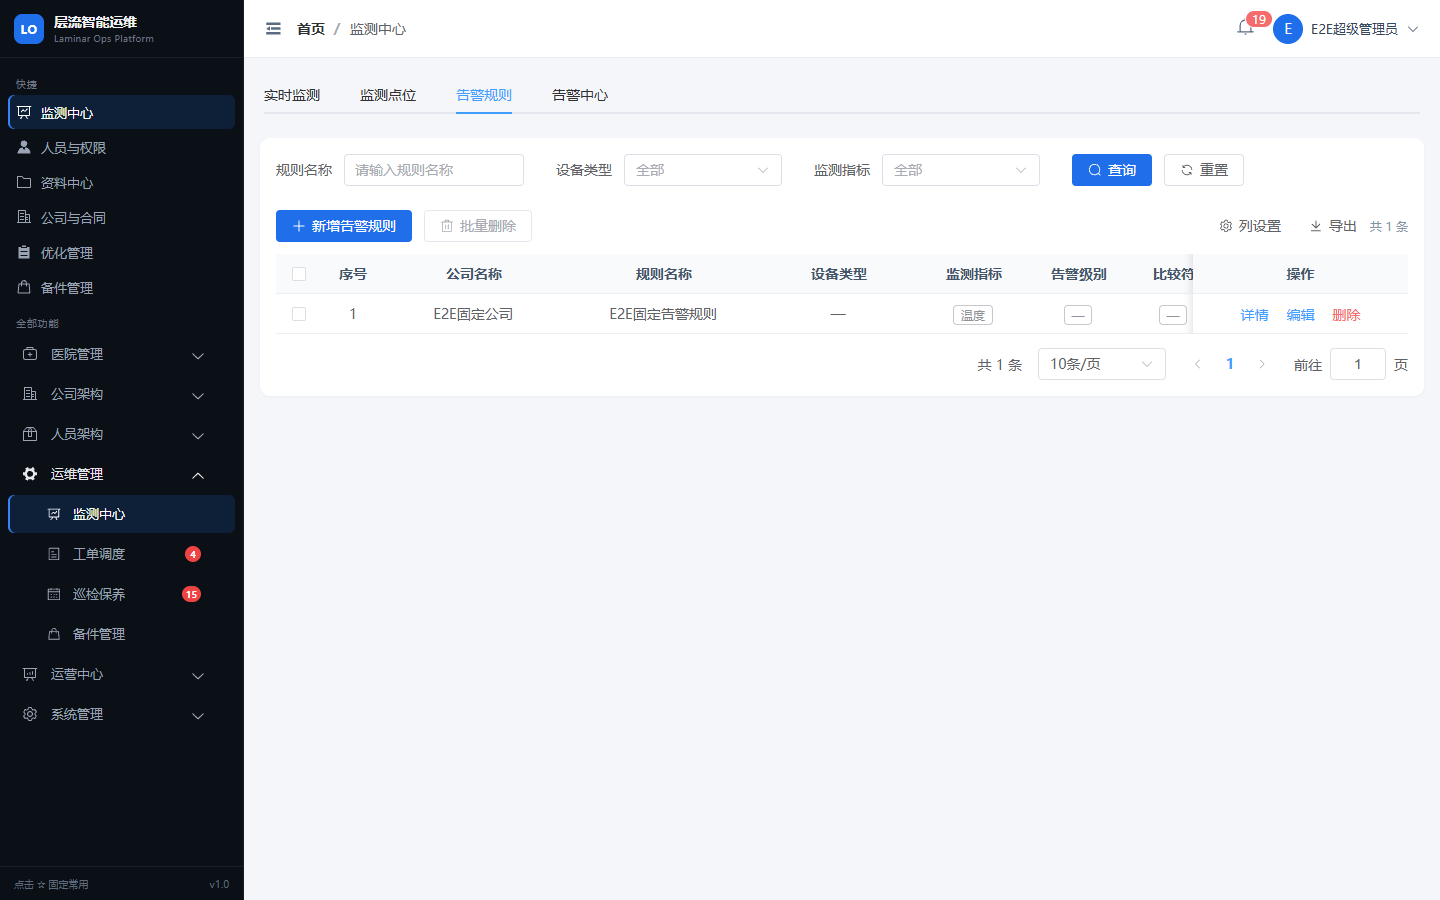 LO
层流智能运维
Laminar Ops Platform
快捷
监测中心
人员与权限
资料中心
公司与合同
优化管理
备件管理
全部功能
医院管理
公司架构
人员架构
运维管理
监测中心
工单调度 4
巡检保养 15
备件管理
运营中心
系统管理
点击 ☆ 固定常用 v1.0
首页 / 监测中心
19 E E2E超级管理员
实时监测 监测点位 告警规则 告警中心
规则名称 请输入规则名称 设备类型 全部 监测指标 全部 查询 重置
新增告警规则 批量删除 列设置 导出 共 1 条
序号 公司名称 规则名称 设备类型 监测指标 告警级别 比较符 操作
1 E2E固定公司 E2E固定告警规则 — 温度 — — 详情 编辑 删除
共 1 条 10条/页 1 前往 1 页